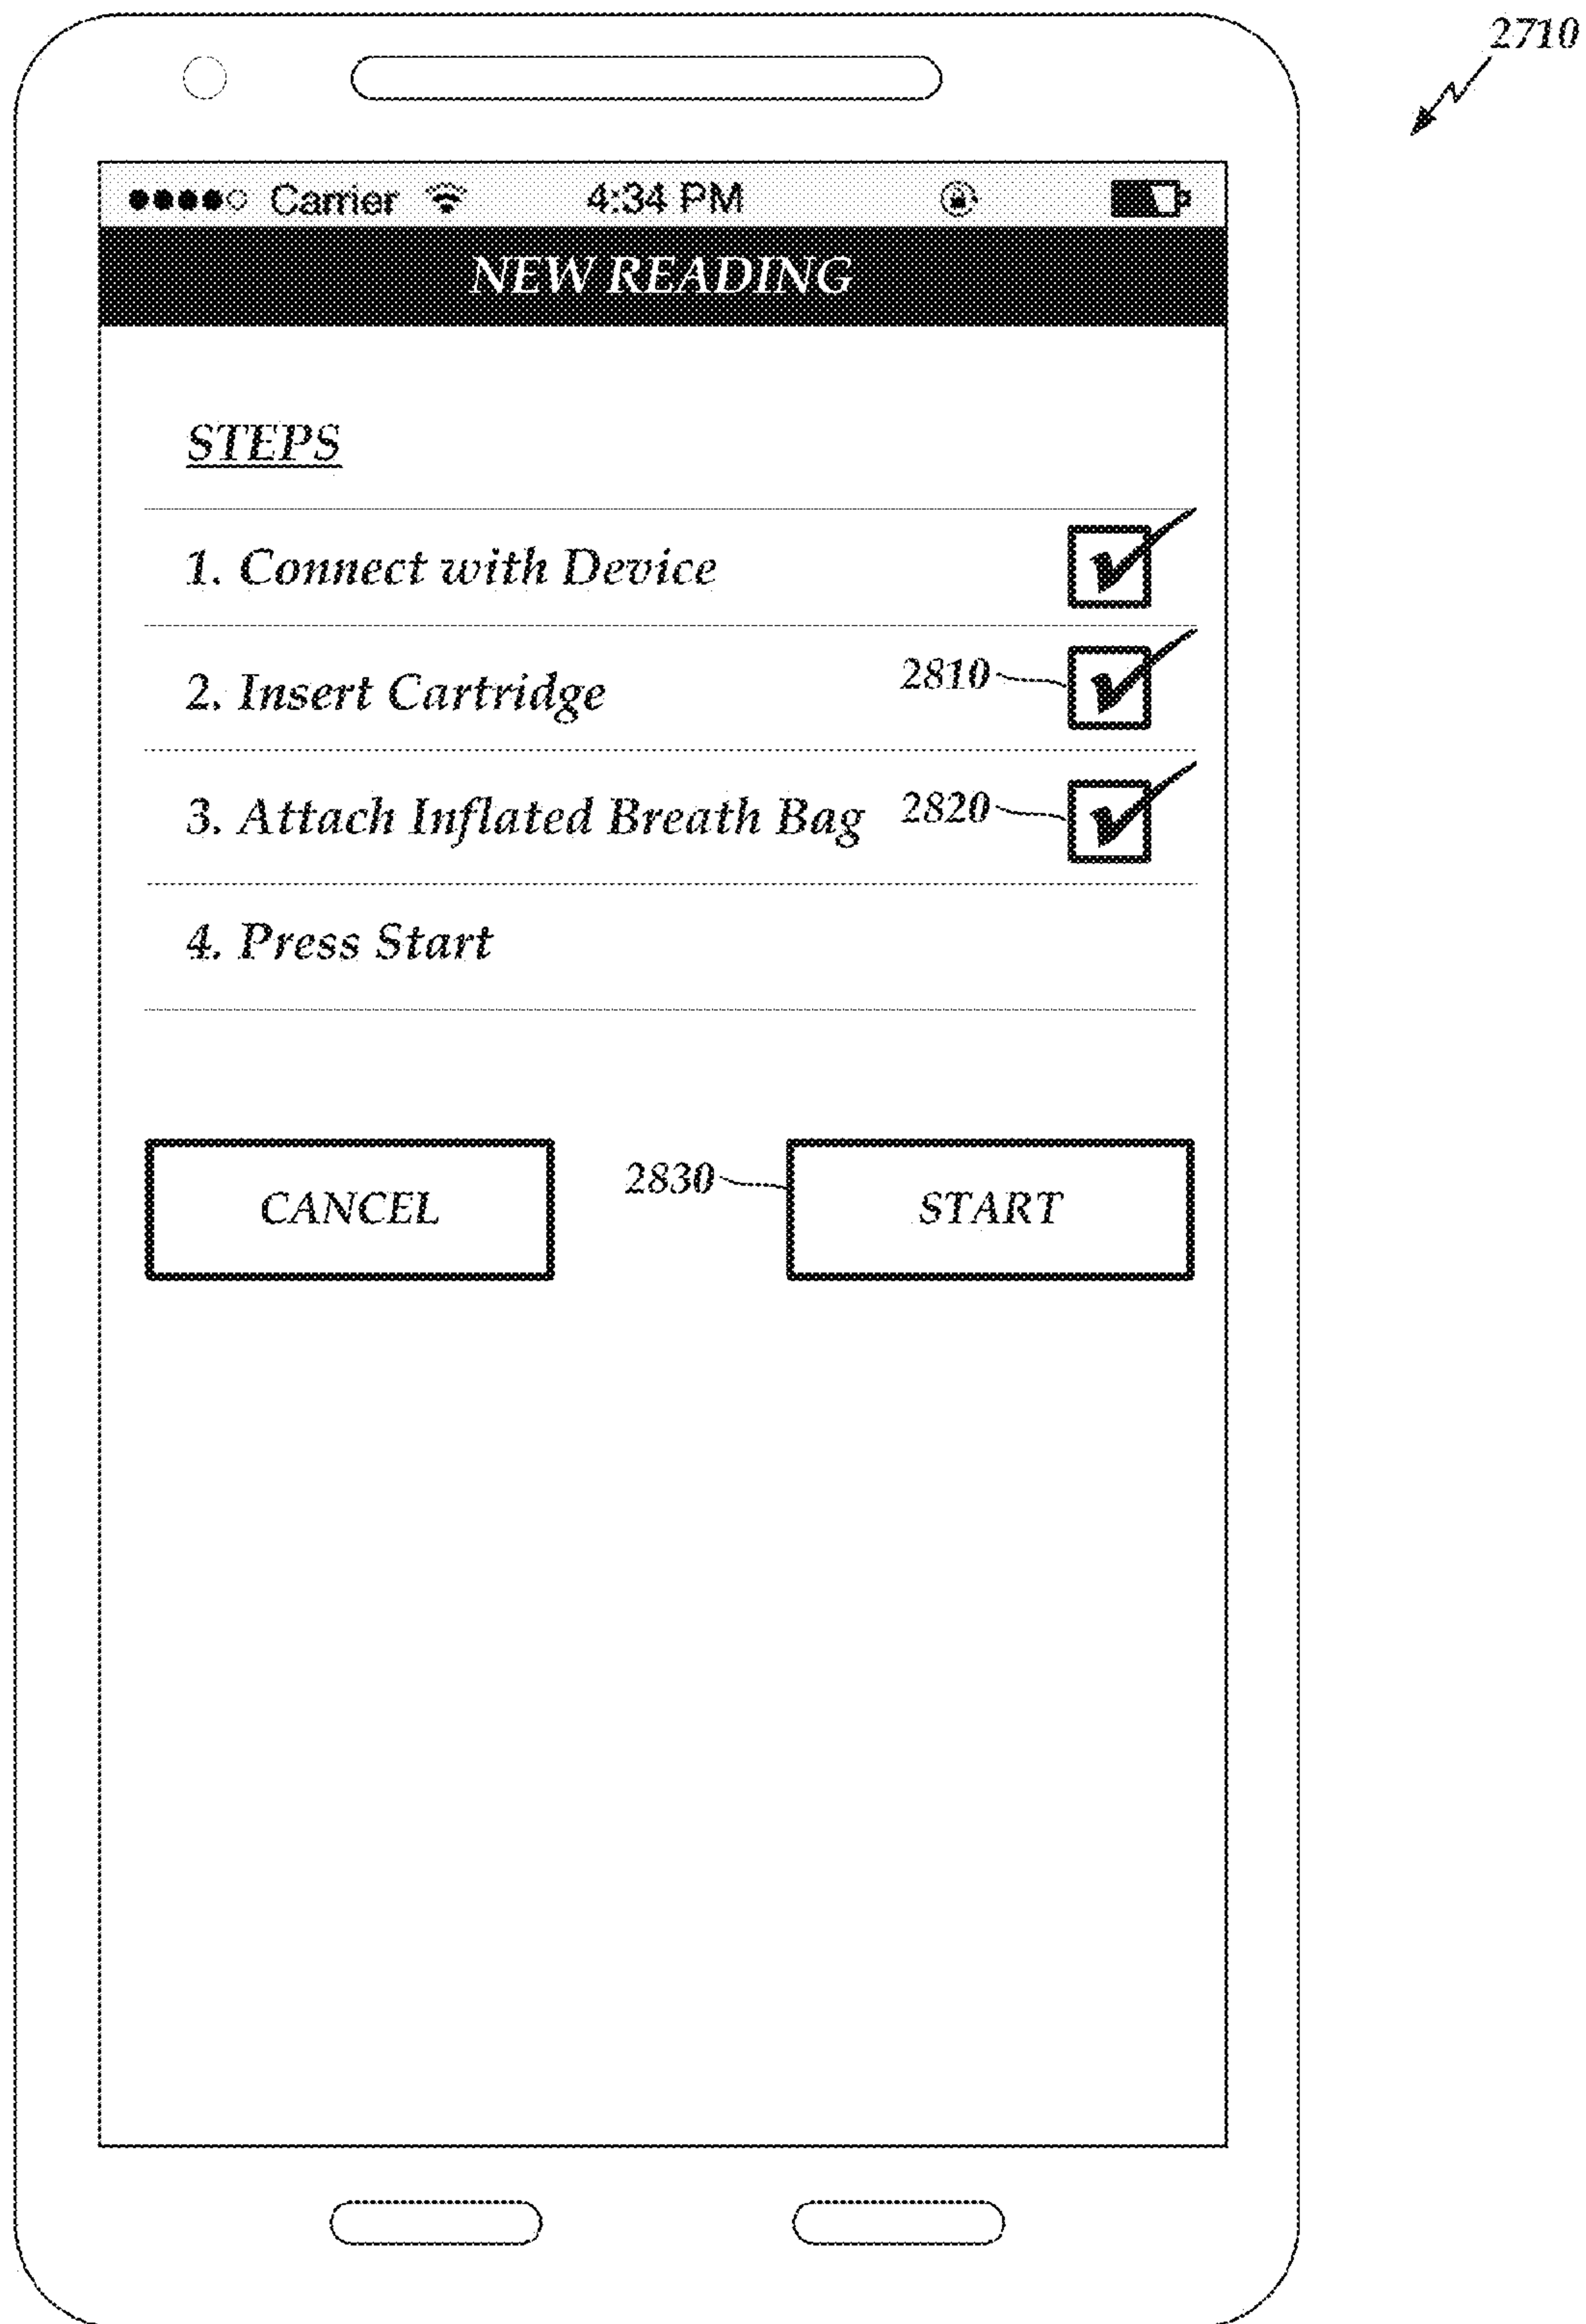 2710
Carrier 4:34 PM
NEW READING
STEPS
1. Connect with Device
2. Insert Cartridge 2810
3. Attach Inflated Breath Bag 2820
4. Press Start
CANCEL 2830 START